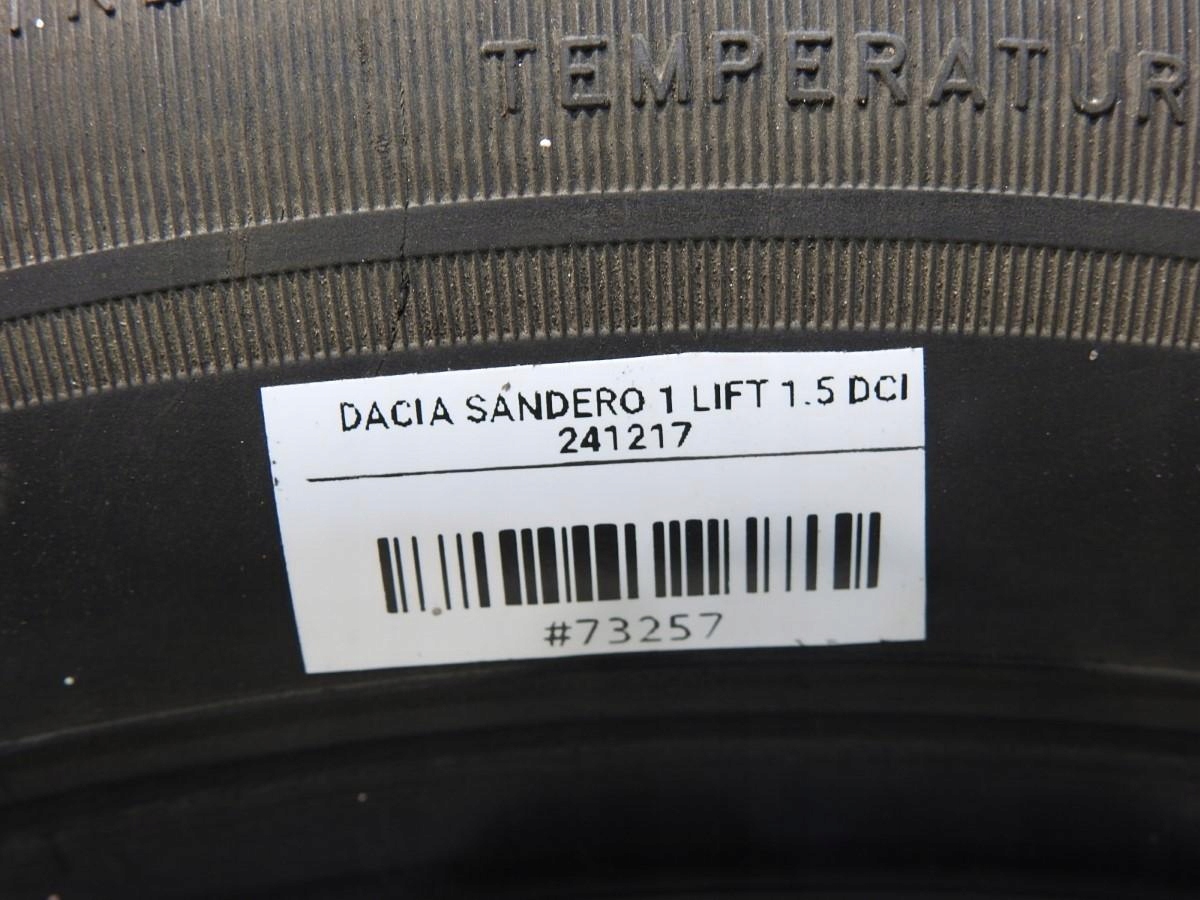 TEMPERATUR
DACIA SANDERO 1 LIFT 1.5 DCI
241217
#73257